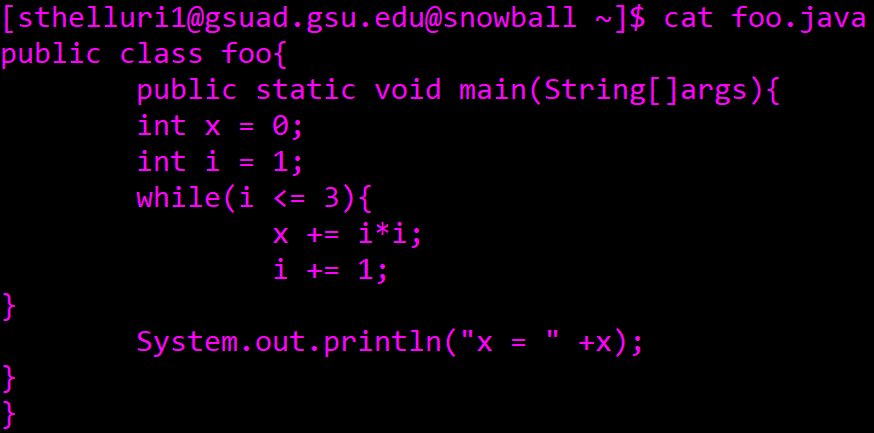 [sthelluri1@gsuad.gsu.edu@snowball ~]$ cat foo.java
public class foo{
        public static void main(String[]args){
        int x = 0;
        int i = 1;
        while(i <= 3){
                x += i*i;
                i += 1;
}
        System.out.println("x = " +x);
}
}